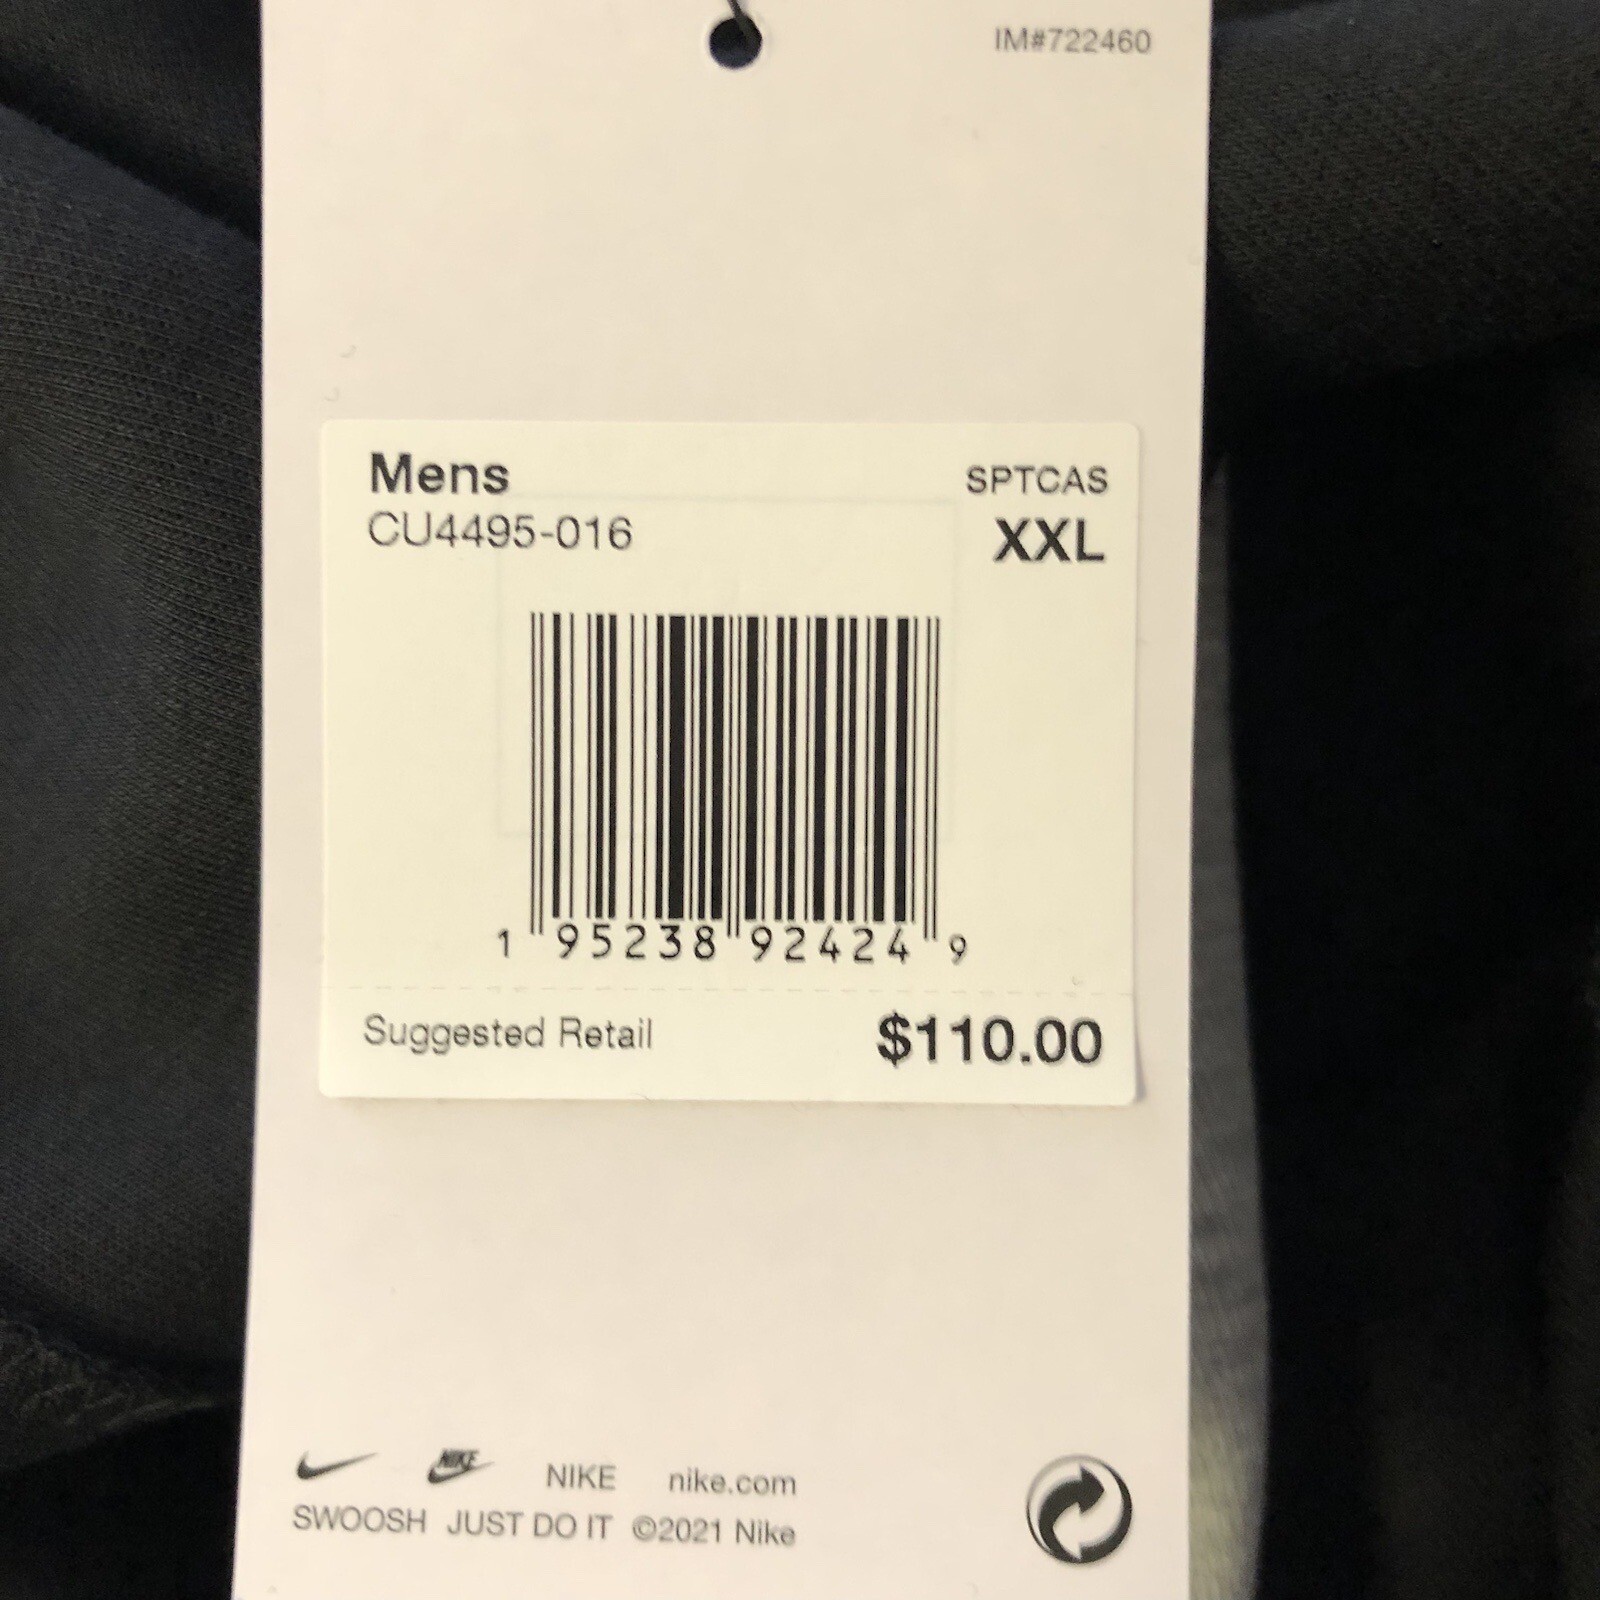 IM#722460
Mens SPTCAS
CU4495-016 XXL
1 95238 92424 9
Suggested Retail $110.00
NIKE NIKE nike.com
SWOOSH JUST DO IT ©2021 Nike